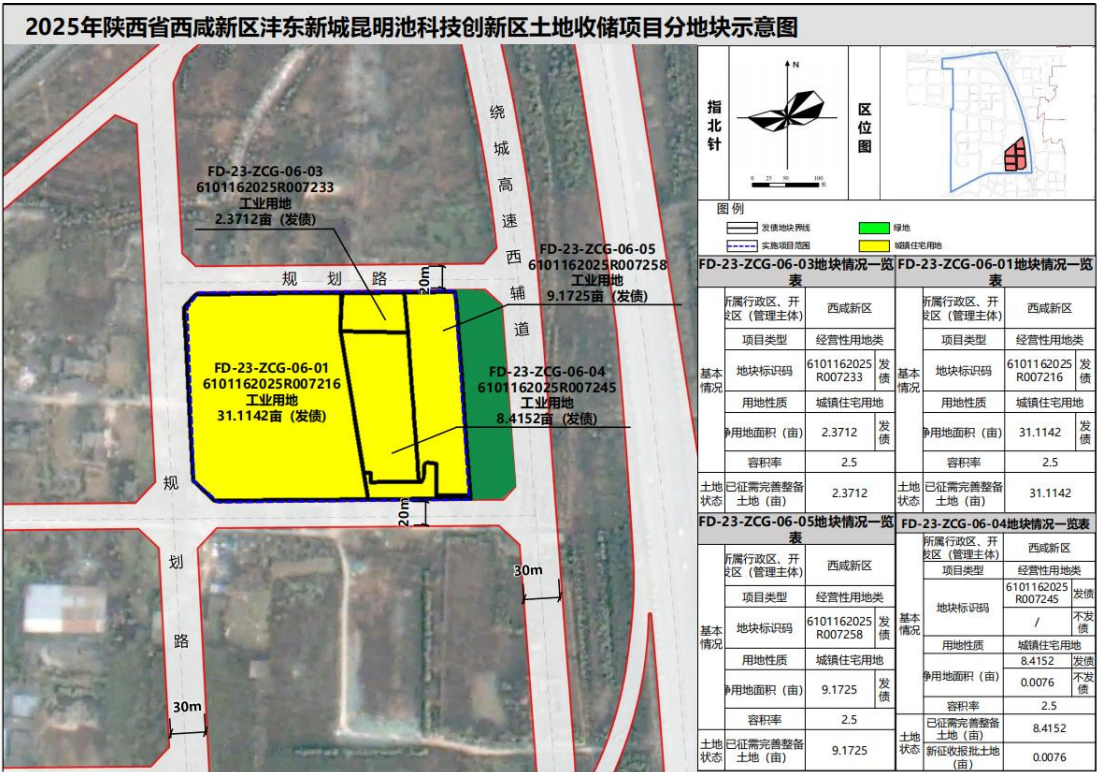 2025年陕西省西咸新区沣东新城昆明池科技创新区土地收储项目分地块示意图
绕城高速西辅道
FD-23-ZCG-06-03
6101162025R007233
工业用地
2.3712亩（发债）
规划路
20m
FD-23-ZCG-06-05
6101162025R007258
工业用地
9.1725亩（发债）
FD-23-ZCG-06-01
6101162025R007216
工业用地
31.1142亩（发债）
FD-23-ZCG-06-04
6101162025R007245
工业用地
8.4152亩（发债）
20m
规划路
30m
30m
指北针
N
0 25 50 100
区位图
图例
发债地块界线
绿地
实施项目范围
城镇住宅用地
FD-23-ZCG-06-03地块情况一览
表
基本
情况
所属行政区、开
发区（管理主体）
西咸新区
项目类型
经营性用地类
地块标识码
6101162025
R007233
发
债
用地性质
城镇住宅用地
净用地面积（亩）
2.3712
发
债
容积率
2.5
土地
状态
已征需完善整备
土地（亩）
2.3712
FD-23-ZCG-06-01地块情况一览
表
基本
情况
所属行政区、开
发区（管理主体）
西咸新区
项目类型
经营性用地类
地块标识码
6101162025
R007216
发
债
用地性质
城镇住宅用地
净用地面积（亩）
31.1142
发
债
容积率
2.5
土地
状态
已征需完善整备
土地（亩）
31.1142
FD-23-ZCG-06-05地块情况一览
表
基本
情况
所属行政区、开
发区（管理主体）
西咸新区
项目类型
经营性用地类
地块标识码
6101162025
R007258
发
债
用地性质
城镇住宅用地
净用地面积（亩）
9.1725
发
债
容积率
2.5
土地
状态
已征需完善整备
土地（亩）
9.1725
FD-23-ZCG-06-04地块情况一览表
基本
情况
所属行政区、开
发区（管理主体）
西咸新区
项目类型
经营性用地类
地块标识码
6101162025
R007245
发债
/
不发
债
用地性质
城镇住宅用地
净用地面积（亩）
8.4152
发债
0.0076
不发
债
容积率
2.5
土地
状态
已征需完善整备
土地（亩）
8.4152
新征收报批土地
（亩）
0.0076